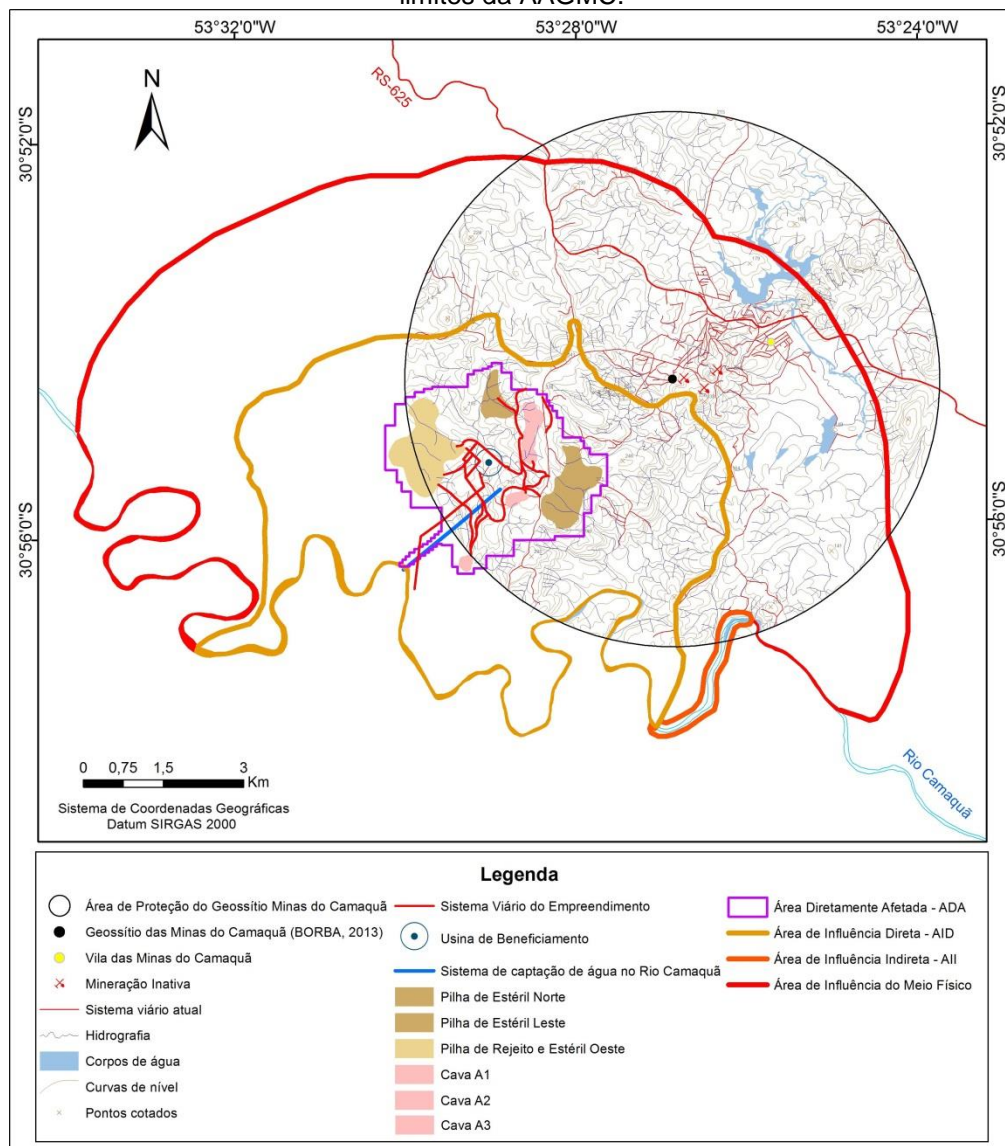 limites da AAGMC.
53°32'0"W
53°28'0"W
53°24'0"W
30°52'0"S
30°52'0"S
30°56'0"S
30°56'0"S
N
RS-625
Rio Camaquã
0 0,75 1,5 3
Km
Sistema de Coordenadas Geográficas
Datum SIRGAS 2000
Legenda
Área de Proteção do Geossítio Minas do Camaquã
Geossítio das Minas do Camaquã (BORBA, 2013)
Vila das Minas do Camaquã
Mineração Inativa
Sistema viário atual
Hidrografia
Corpos de água
Curvas de nível
Pontos cotados
Sistema Viário do Empreendimento
Usina de Beneficiamento
Sistema de captação de água no Rio Camaquã
Pilha de Estéril Norte
Pilha de Estéril Leste
Pilha de Rejeito e Estéril Oeste
Cava A1
Cava A2
Cava A3
Área Diretamente Afetada - ADA
Área de Influência Direta - AID
Área de Influência Indireta - AII
Área de Influência do Meio Físico